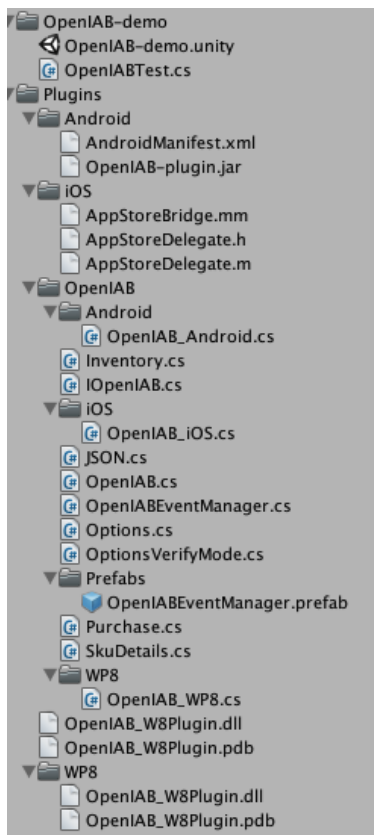 OpenIAB-demo
OpenIAB-demo.unity
OpenIABTest.cs
Plugins
Android
AndroidManifest.xml
OpenIAB-plugin.jar
iOS
AppStoreBridge.mm
AppStoreDelegate.h
AppStoreDelegate.m
OpenIAB
Android
OpenIAB_Android.cs
Inventory.cs
IOpenIAB.cs
iOS
OpenIAB_iOS.cs
JSON.cs
OpenIAB.cs
OpenIABEventManager.cs
Options.cs
OptionsVerifyMode.cs
Prefabs
OpenIABEventManager.prefab
Purchase.cs
SkuDetails.cs
WP8
OpenIAB_WP8.cs
OpenIAB_W8Plugin.dll
OpenIAB_W8Plugin.pdb
WP8
OpenIAB_W8Plugin.dll
OpenIAB_W8Plugin.pdb